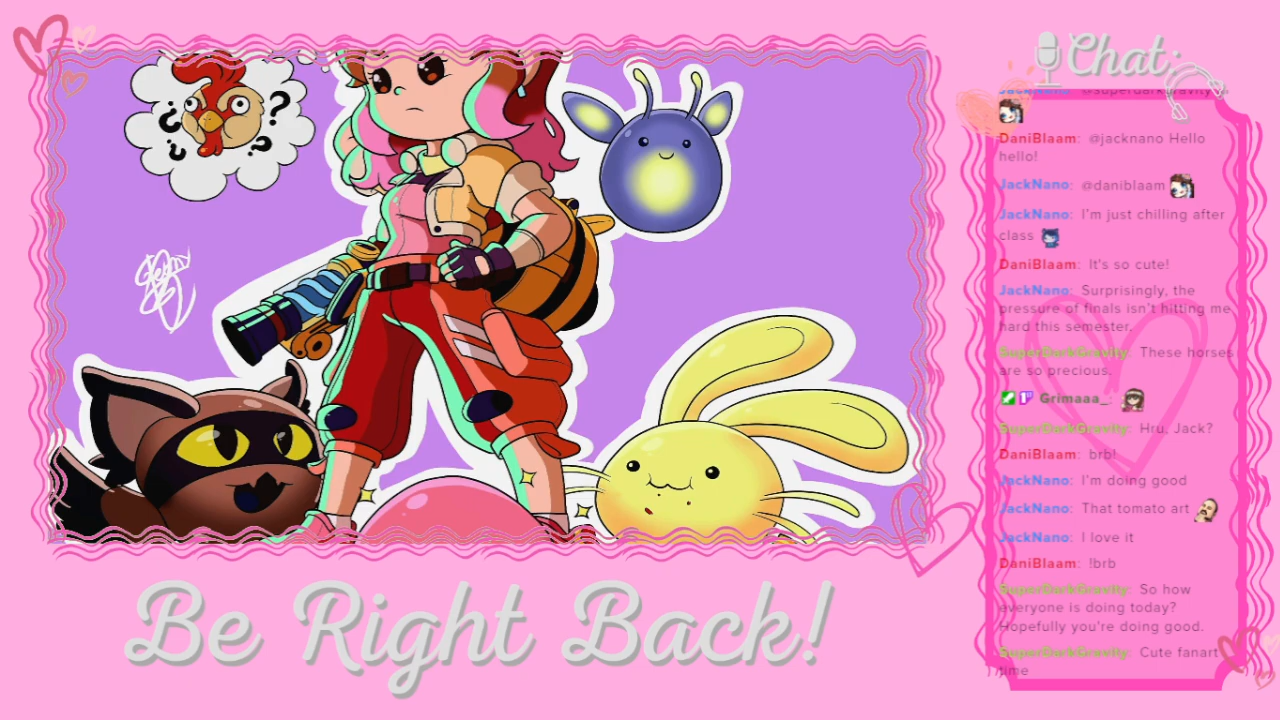 Chat
JackNano: @superdarkgravity
DaniBlaam: @jacknano Hello
hello!
JackNano: @daniblaam
JackNano: I'm just chilling after
class
DaniBlaam: It's so cute!
JackNano: Surprisingly, the
pressure of finals isn't hitting me
hard this semester.
SuperDarkGravity: These horses
are so precious.
Grimaaa_:
SuperDarkGravity: Hru, Jack?
DaniBlaam: brb!
JackNano: I'm doing good
JackNano: That tomato art
JackNano: I love it
DaniBlaam: !brb
SuperDarkGravity: So how
everyone is doing today?
Hopefully you're doing good.
SuperDarkGravity: Cute fanart
time
? ?
? ?
Be Right Back!